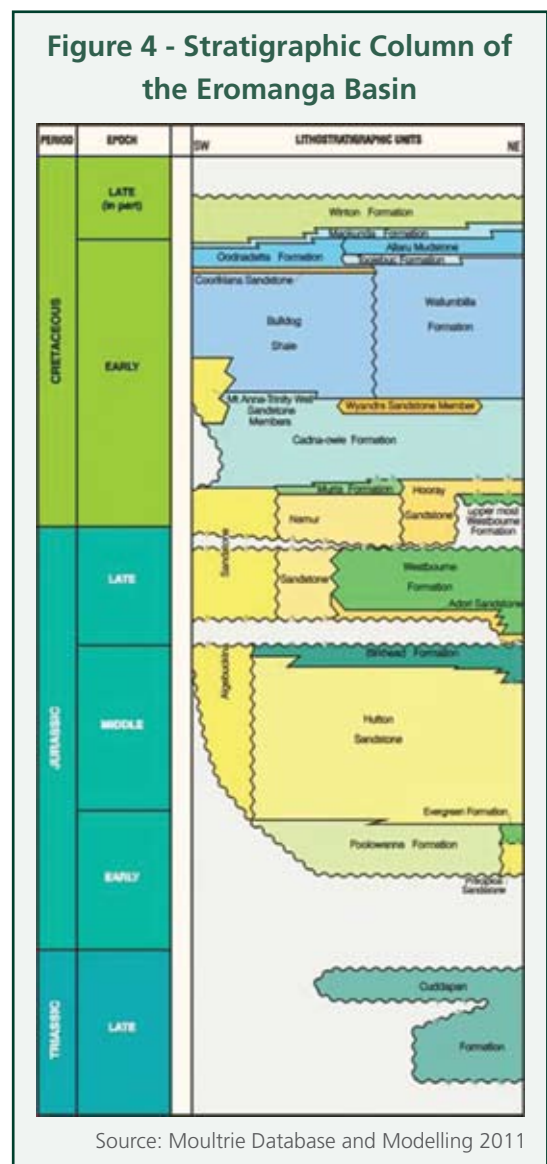 Figure 4 - Stratigraphic Column of
the Eromanga Basin
PERIOD EPOCH LITHOSTRATIGRAPHIC UNITS
SW NE
LATE
(in part)
Winton Formation
Mackunda Formation
Oodnadatta Formation
Allaru Mudstone
Toolebuc Formation
Coorikiana Sandstone
CRETACEOUS
EARLY
Bulldog
Shale
Wallumbilla
Formation
Mt Anna-Trinity Well
Sandstone
Members
Wyandra Sandstone Member
Cadna-owie Formation
Murta Formation
Hooray
Sandstone
Namur
Sandstone
upper most
Westbourne
Formation
Algebuckina
Sandstone
JURASSIC
LATE
Westbourne
Formation
Adori Sandstone
Birkhead Formation
MIDDLE
Hutton
Sandstone
Evergreen Formation
EARLY
Poolowanna Formation
Precipice
Sandstone
TRIASSIC
LATE
Cuddapan
Formation
Source: Moultrie Database and Modelling 2011